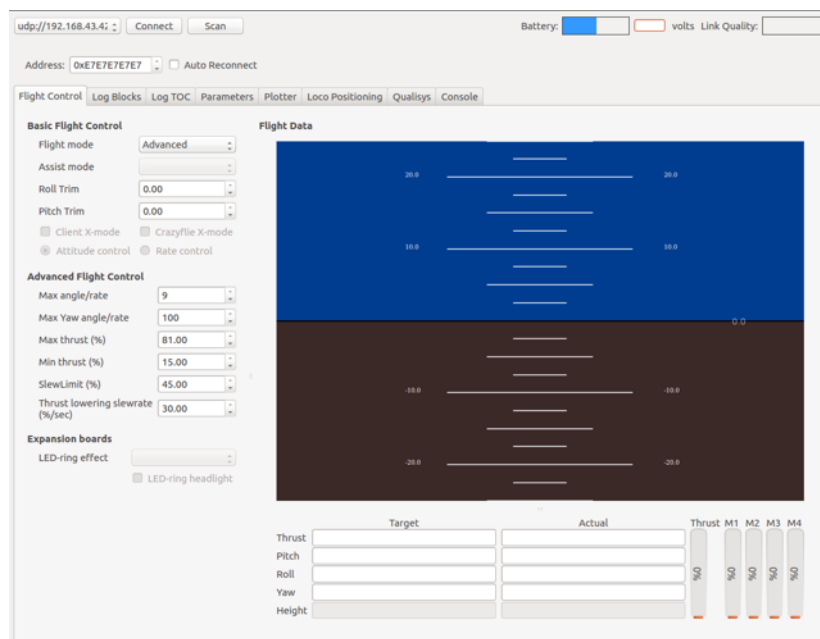 udp://192.168.43.42 Connect Scan Battery: volts Link Quality:
Address: 0xE7E7E7E7E7 Auto Reconnect
Flight Control Log Blocks Log TOC Parameters Plotter Loco Positioning Qualisys Console
Basic Flight Control
Flight mode Advanced
Assist mode
Roll Trim 0.00
Pitch Trim 0.00
Client X-mode Crazyflie X-mode
Attitude control Rate control
Advanced Flight Control
Max angle/rate 9
Max Yaw angle/rate 100
Max thrust (%) 81.00
Min thrust (%) 15.00
SlewLimit (%) 45.00
Thrust lowering slewrate
(%/sec) 30.00
Expansion boards
LED-ring effect
LED-ring headlight
Flight Data
20.0 20.0
10.0 10.0
0.0
-10.0 -10.0
-20.0 -20.0
Target Actual Thrust M1 M2 M3 M4
Thrust
Pitch
Roll
Yaw
Height
0% 0% 0% 0% 0%